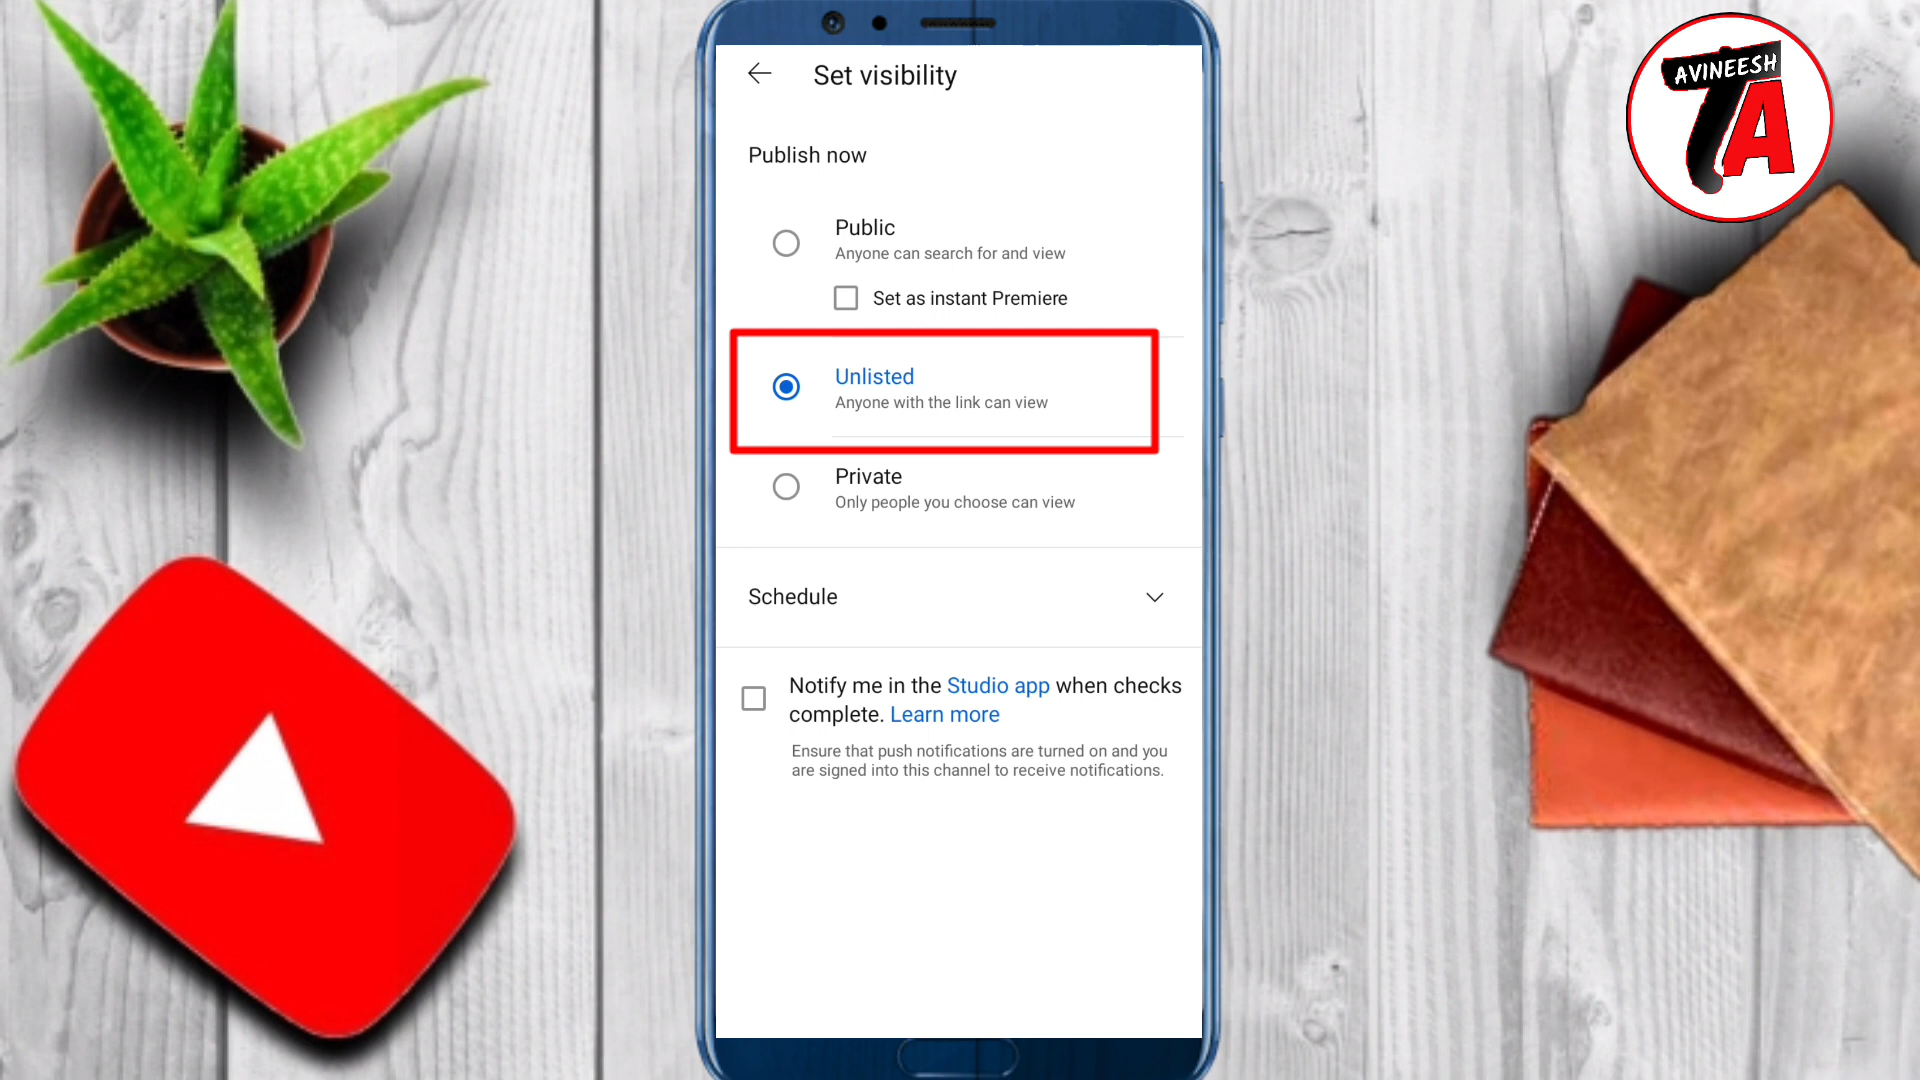 Set visibility
Publish now
Public
Anyone can search for and view
Set as instant Premiere
Unlisted
Anyone with the link can view
Private
Only people you choose can view
Schedule
Notify me in the Studio app when checks
complete. Learn more
Ensure that push notifications are turned on and you
are signed into this channel to receive notifications.
AVINEESH
TA